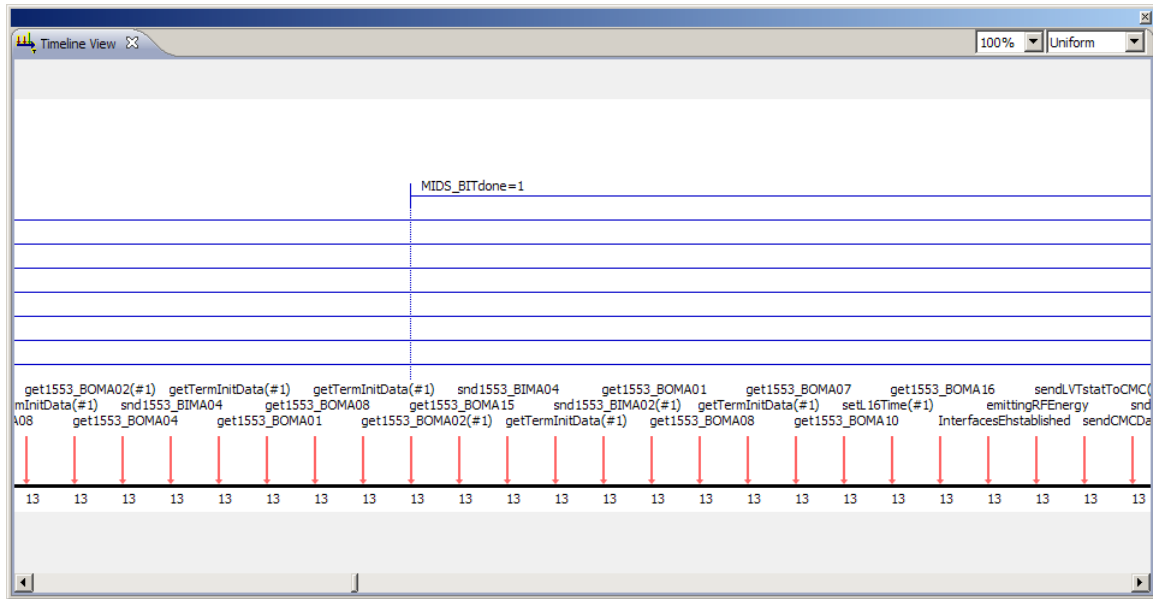 Timeline View 100% Uniform
MIDS_BITdone=1
get1553_BOMA02(#1) getTermInitData(#1) getTermInitData(#1) snd1553_BIMA04 get1553_BOMA01 get1553_BOMA07 get1553_BOMA16 sendLVTstatToCMC(
mInitData(#1) snd1553_BIMA04 get1553_BOMA08 get1553_BOMA15 snd1553_BIMA02(#1) getTermInitData(#1) setL16Time(#1) emittingRFEnergy snd
A08 get1553_BOMA04 get1553_BOMA01 get1553_BOMA02(#1) getTermInitData(#1) get1553_BOMA08 get1553_BOMA10 InterfacesEhstablished sendCMCDa
13 13 13 13 13 13 13 13 13 13 13 13 13 13 13 13 13 13 13 13 13 13 13 13